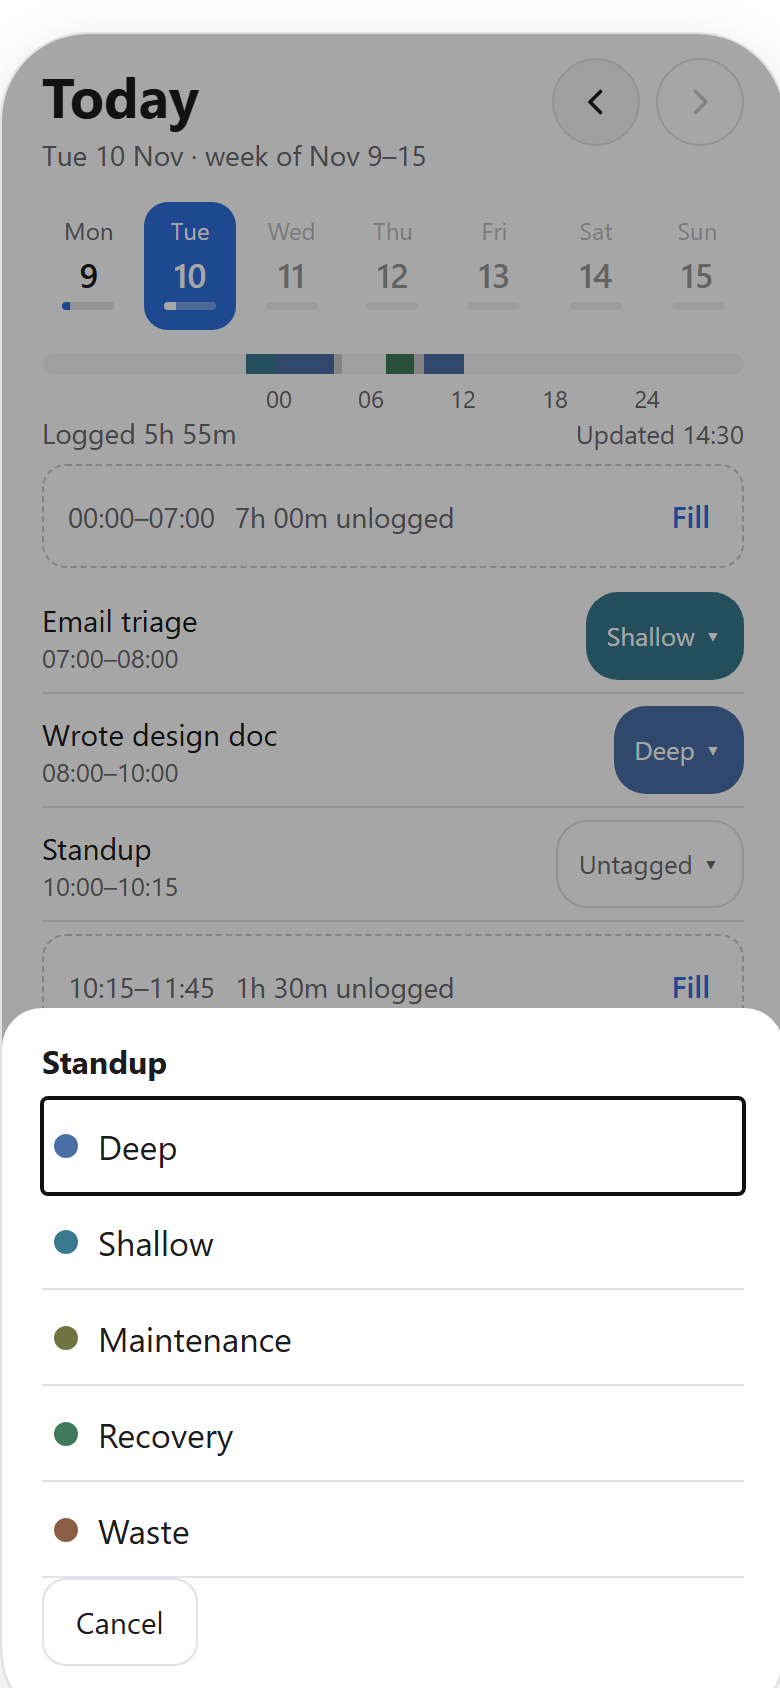 Today
Tue 10 Nov · week of Nov 9–15
Mon Tue Wed Thu Fri Sat Sun
9 10 11 12 13 14 15
00 06 12 18 24
Logged 5h 55m Updated 14:30
00:00–07:00 7h 00m unlogged Fill
Email triage
07:00–08:00
Shallow ▼
Wrote design doc
08:00–10:00
Deep ▼
Standup
10:00–10:15
Untagged ▼
10:15–11:45 1h 30m unlogged Fill
Standup
Deep
Shallow
Maintenance
Recovery
Waste
Cancel